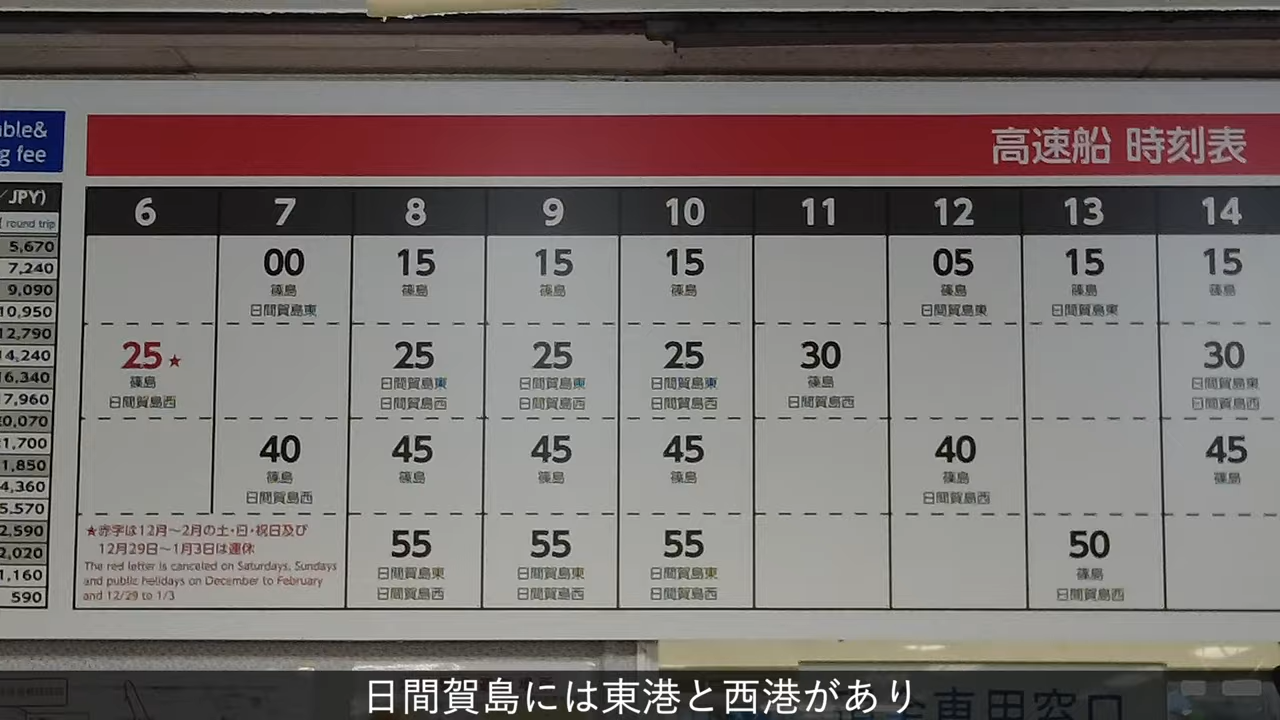 高速船 時刻表
able&
g fee
/JPY)
round trip
5,670
7,240
9,090
10,950
12,790
14,240
16,340
17,960
20,070
21,700
1,850
4,360
5,570
2,590
2,020
1,160
590
6 7 8 9 10 11 12 13 14
00 15 15 15 05 15 15
篠島 篠島 篠島 篠島 篠島 篠島 篠島
日間賀島東 日間賀島東 日間賀島東
25★ 25 25 25 30 30
篠島 日間賀島東 日間賀島東 日間賀島東 篠島 日間賀島東
日間賀島西 日間賀島西 日間賀島西 日間賀島西 日間賀島西 日間賀島西
40 45 45 45 40 45
篠島 篠島 篠島 篠島 篠島 篠島
日間賀島西 日間賀島西
55 55 55 50
日間賀島東 日間賀島東 日間賀島東 篠島
日間賀島西 日間賀島西 日間賀島西 日間賀島西
★赤字は12月～2月の土・日・祝日及び
12月29日～1月3日は運休
The red letter is canceled on Saturdays, Sundays
and public helidays on December to February
and 12/29 to 1/3
専用窓口
日間賀島には東港と西港があり